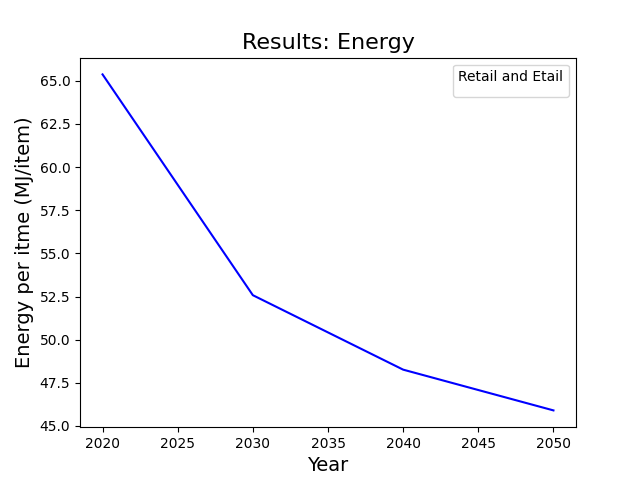 Results: Energy
Retail and Etail
Energy per itme (MJ/item)
65.0
62.5
60.0
57.5
55.0
52.5
50.0
47.5
45.0
2020 2025 2030 2035 2040 2045 2050
Year